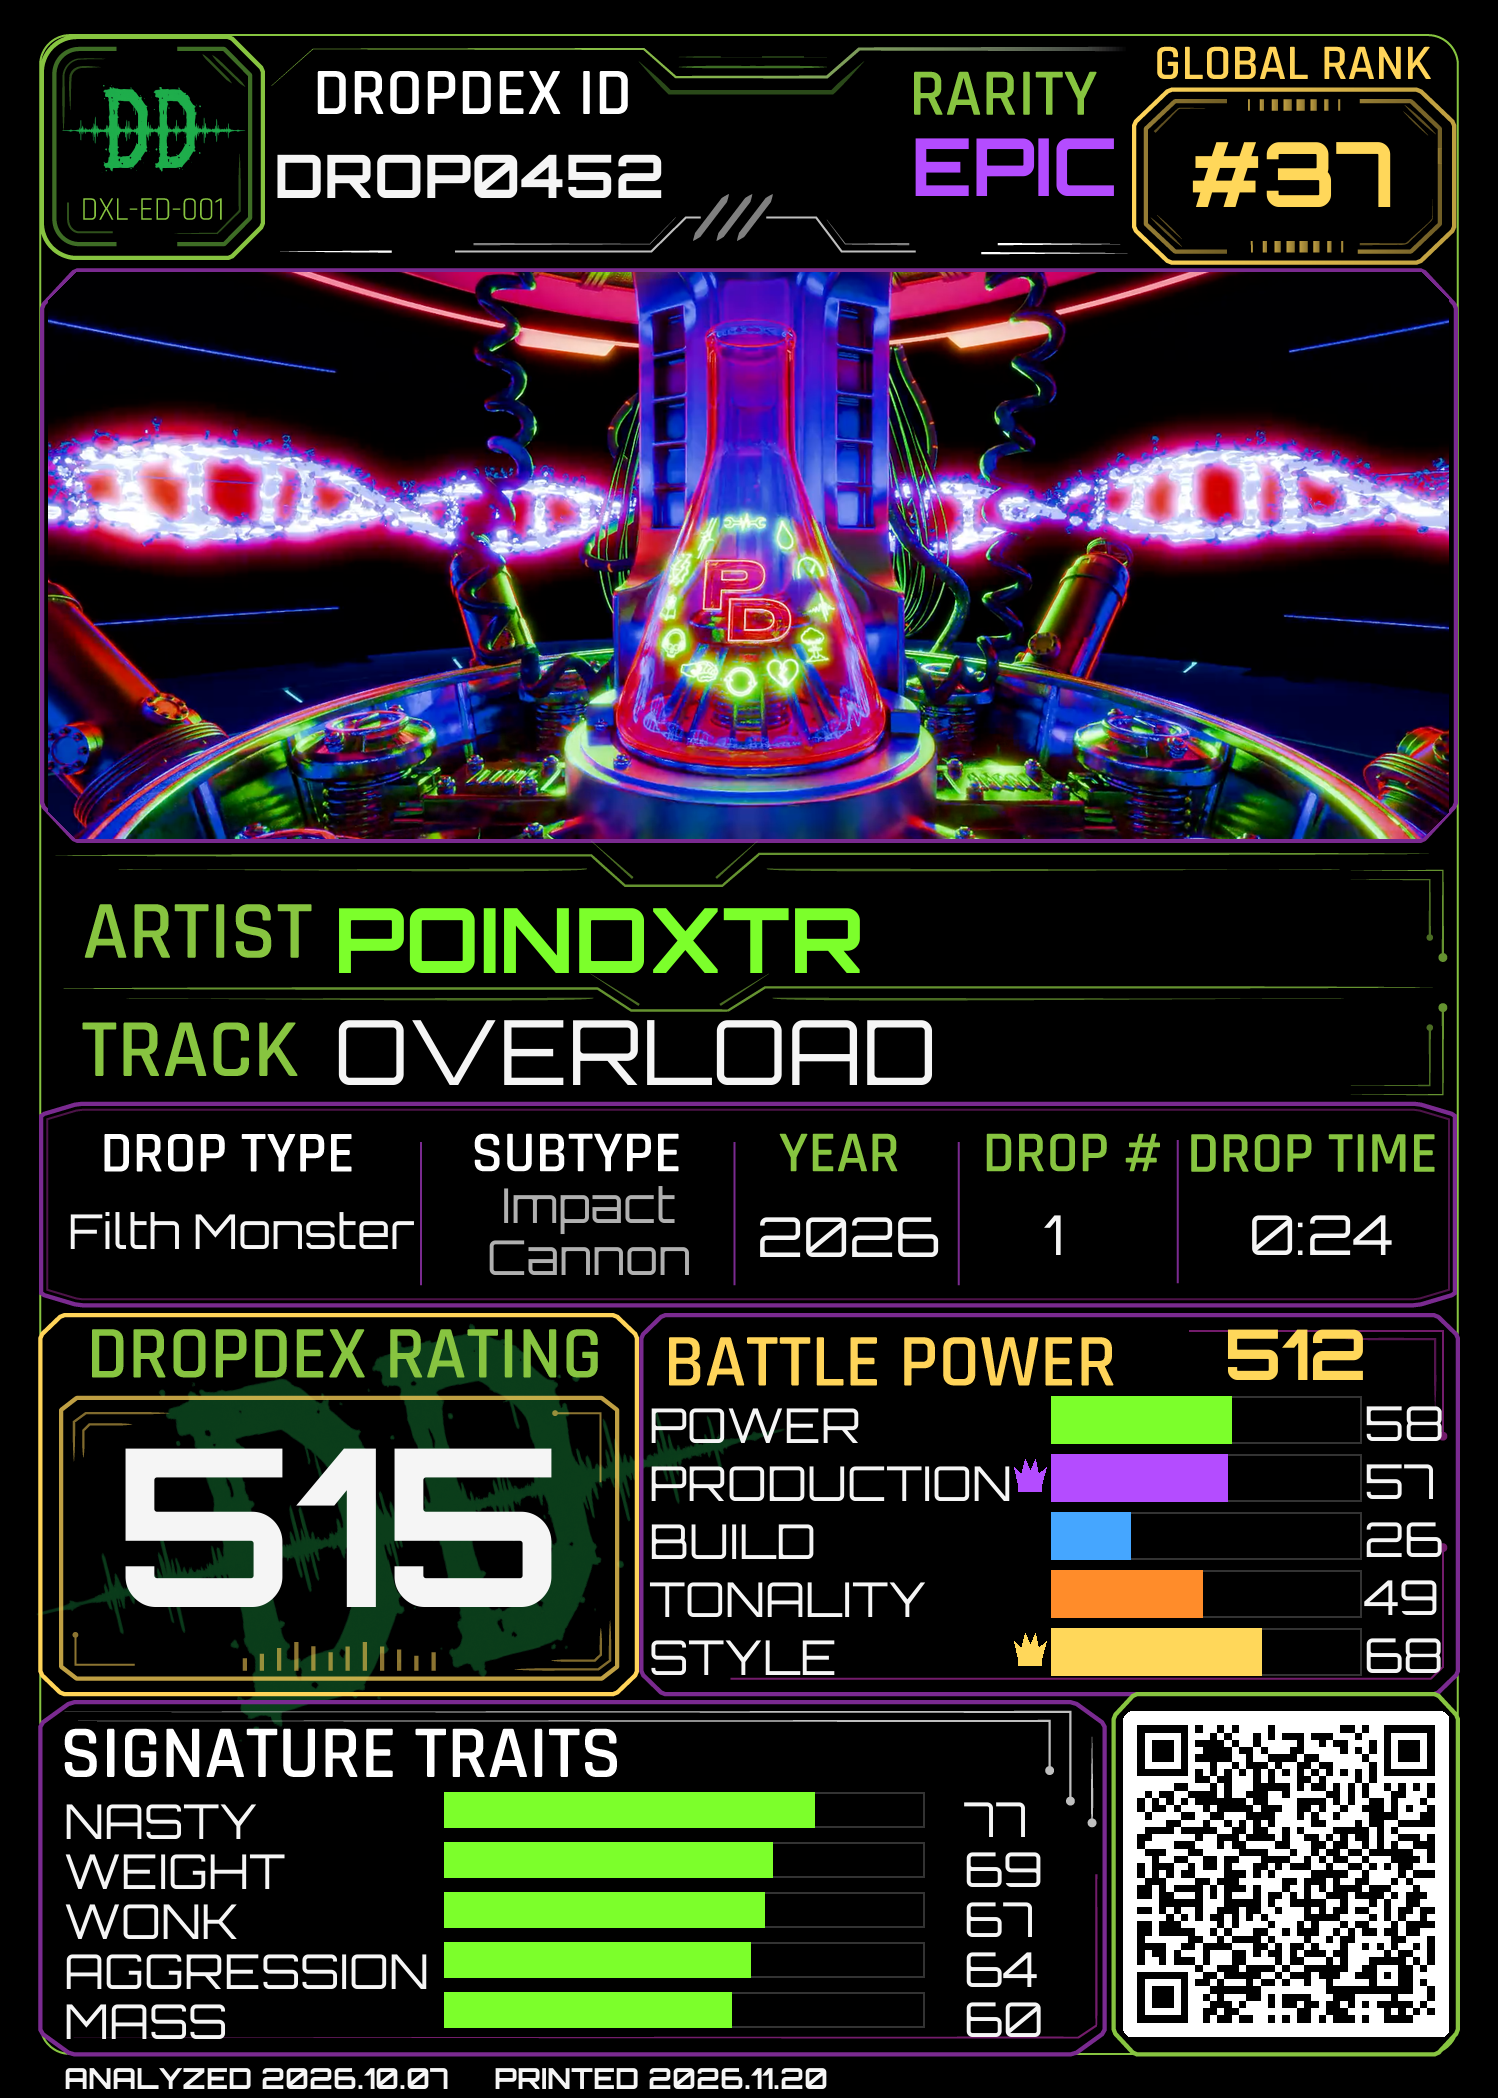 DD
DXL-ED-001
DROPDEX ID
DROP0452
RARITY
EPIC
GLOBAL RANK
#37
PD
ARTIST POINDXTR
TRACK OVERLOAD
DROP TYPE
Filth Monster
SUBTYPE
Impact
Cannon
YEAR
2026
DROP #
1
DROP TIME
0:24
DROPDEX RATING
515
BATTLE POWER 512
POWER 58
PRODUCTION 57
BUILD 26
TONALITY 49
STYLE 68
SIGNATURE TRAITS
NASTY 77
WEIGHT 69
WONK 67
AGGRESSION 64
MASS 60
ANALYZED 2026.10.07 PRINTED 2026.11.20